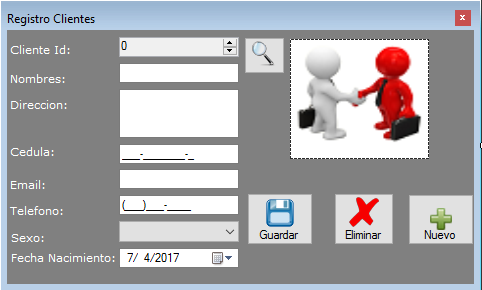 Registro Clientes
x
Cliente Id: 0
Nombres:
Direccion:
Cedula: ___-_______-_
Email:
Telefono: (___)___-____
Sexo:
Fecha Nacimiento: 7/ 4/2017
Guardar Eliminar Nuevo